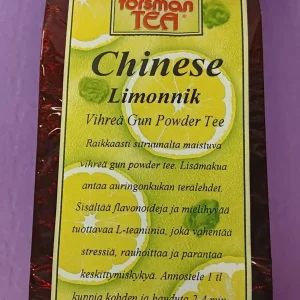 forsman
TEA
Chinese
Limonnik
Vihreä Gun Powder Tee
Raikkaasti sitruunalta maistuva
vihreä gun powder tee. Lisämakua
antaa auringonkukan terälehdet.
Sisältää flavonoideja ja mielihyvää
tuottavaa L-teaniinia, joka vähentää
stressiä, rauhoittaa ja parantaa
keskittymiskykyä. Annostele 1 tl
kuppia kohden ja hauduta 2-4 min